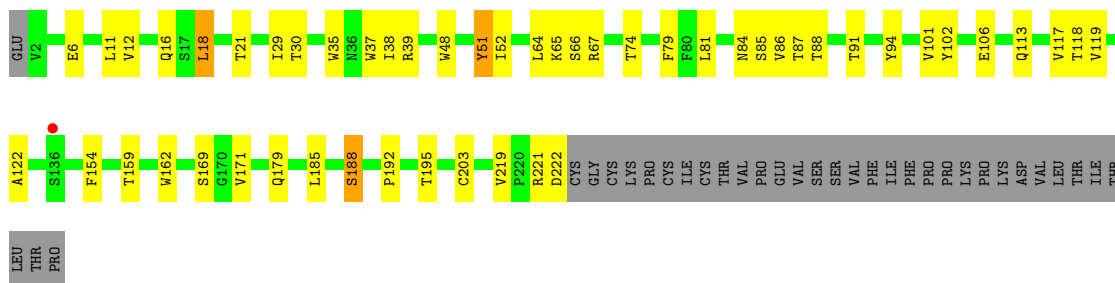 GLU V2 E6 L11 V12 Q16 S17 L18 T21 I29 T30 W35 N36 W37 I38 R39 W48 Y51 I52 L64 K65 S66 R67 T74 F79 F80 L81 N84 S85 V86 T87 T88 T91 Y94 V101 Y102 E106 Q113 V117 T118 V119
A122 S136 F154 T159 W162 S169 G170 V171 Q179 L185 S188 P192 T195 C203 V219 P220 R221 D222 CYS GLY CYS LYS PRO CYS ILE CYS THR VAL PRO GLU VAL SER SER VAL PHE ILE PHE PRO PRO LYS PRO LYS ASP VAL LEU THR ILE THR
LEU THR PRO